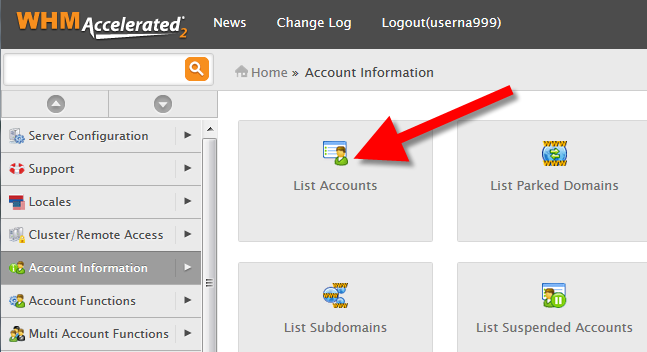 WHM Accelerated 2 News Change Log Logout(userna999)
Home » Account Information
Server Configuration
Support
Locales
Cluster/Remote Access
Account Information
Account Functions
Multi Account Functions
List Accounts
List Parked Domains
List Subdomains
List Suspended Accounts